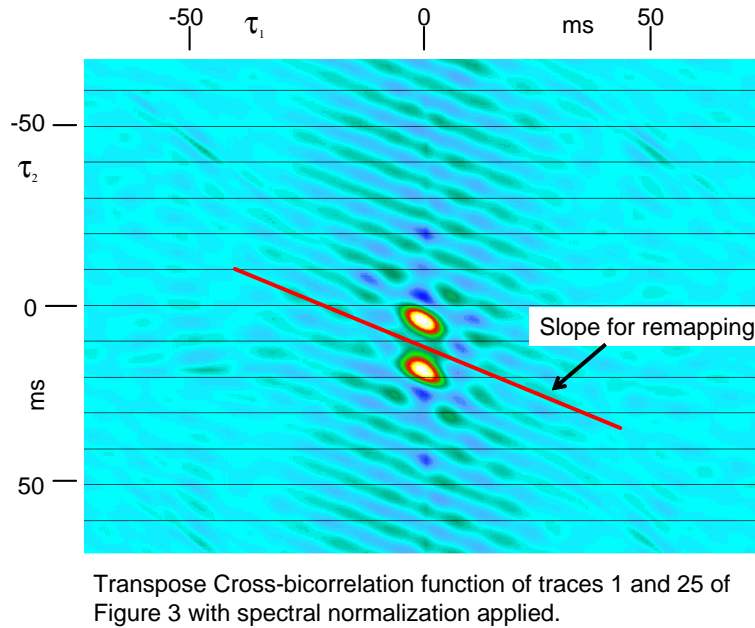 -50 τ₁ 0 ms 50
-50
τ₂
0
Slope for remapping
ms
50
Transpose Cross-bicorrelation function of traces 1 and 25 of
Figure 3 with spectral normalization applied.